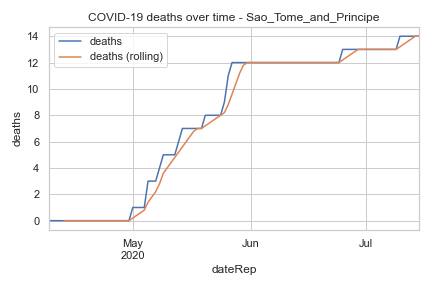 COVID-19 deaths over time - Sao_Tome_and_Principe
deaths
deaths (rolling)
14
12
10
8
6
4
2
0
deaths
May
2020
Jun
Jul
dateRep